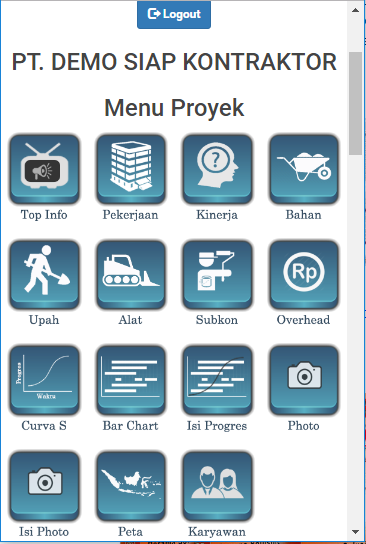 Logout
PT. DEMO SIAP KONTRAKTOR
Menu Proyek
Top Info
Pekerjaan
?
Kinerja
Bahan
Upah
Alat
Subkon
Rp
Overhead
Progres
Waktu
Curva S
Bar Chart
Isi Progres
Photo
Isi Photo
Peta
Karyawan